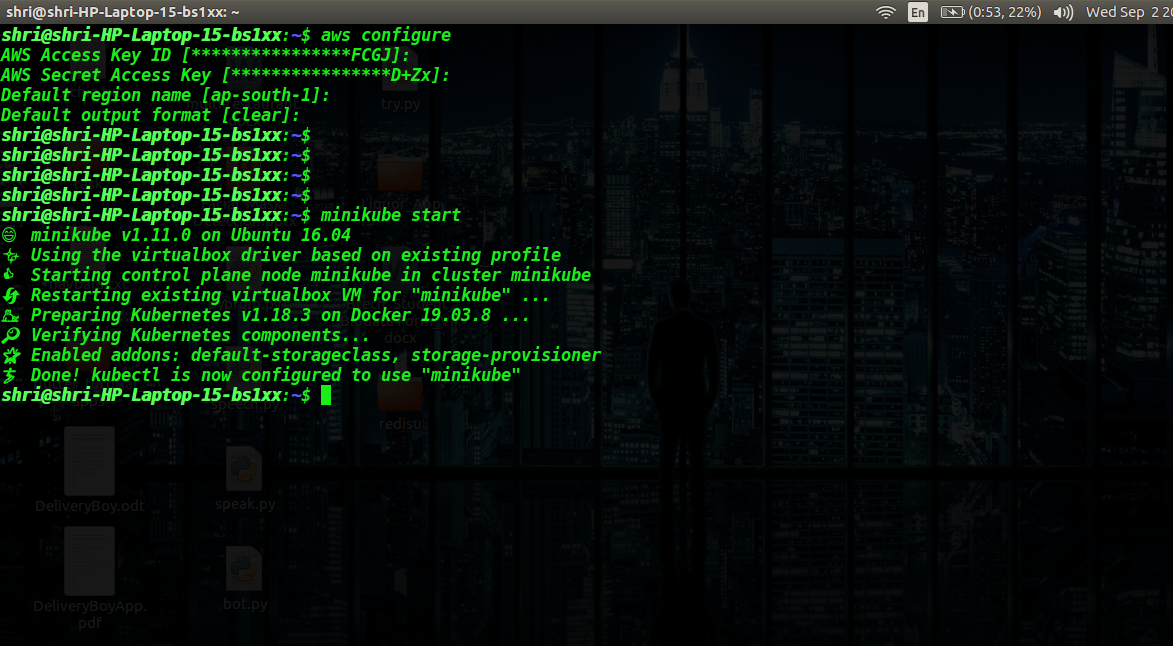 shri@shri-HP-Laptop-15-bs1xx: ~
En
(0:53, 22%)
Wed Sep 2 20
shri@shri-HP-Laptop-15-bs1xx:~$ aws configure
AWS Access Key ID [****************FCGJ]:
AWS Secret Access Key [****************D+Zx]:
Default region name [ap-south-1]:
Default output format [clear]:
shri@shri-HP-Laptop-15-bs1xx:~$
shri@shri-HP-Laptop-15-bs1xx:~$
shri@shri-HP-Laptop-15-bs1xx:~$
shri@shri-HP-Laptop-15-bs1xx:~$
shri@shri-HP-Laptop-15-bs1xx:~$ minikube start
minikube v1.11.0 on Ubuntu 16.04
Using the virtualbox driver based on existing profile
Starting control plane node minikube in cluster minikube
Restarting existing virtualbox VM for "minikube" ...
Preparing Kubernetes v1.18.3 on Docker 19.03.8 ...
Verifying Kubernetes components...
Enabled addons: default-storageclass, storage-provisioner
Done! kubectl is now configured to use "minikube"
shri@shri-HP-Laptop-15-bs1xx:~$
try.py
docx
speech.py
redisu
DeliveryBoy.odt
speak.py
DeliveryBoyApp.
pdf
bot.py